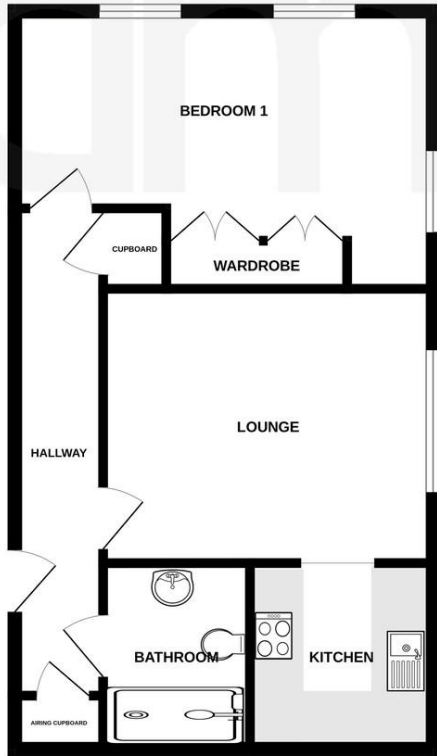 BEDROOM 1
CUPBOARD
WARDROBE
LOUNGE
HALLWAY
BATHROOM
KITCHEN
AIRING CUPBOARD